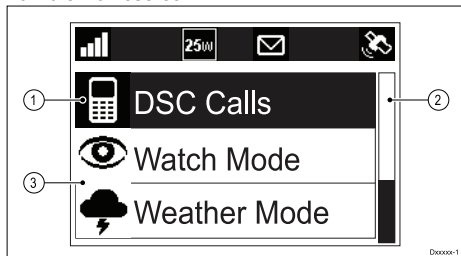 25W
1
DSC Calls
2
Watch Mode
3
Weather Mode
Dxxxxx-1